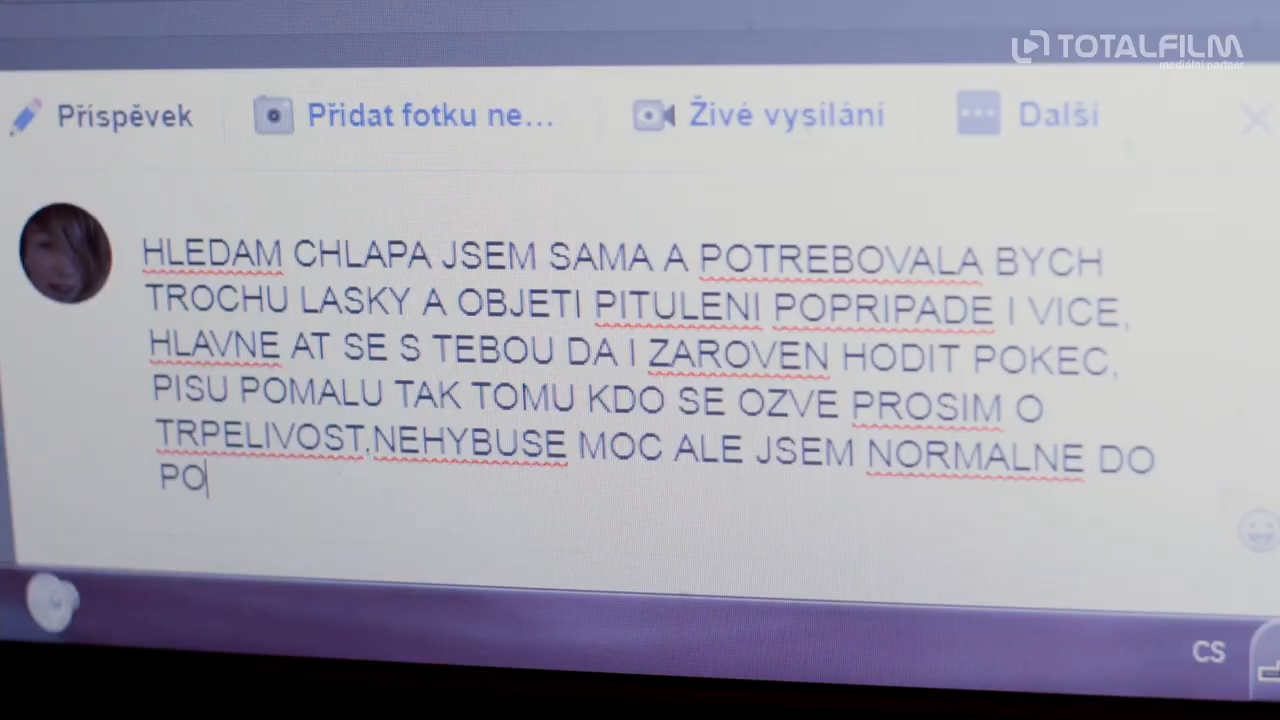 TOTALFILM
mediální partner
Příspěvek Přidat fotku ne... Živé vysílání Další
HLEDAM CHLAPA JSEM SAMA A POTREBOVALA BYCH
TROCHU LASKY A OBJETI PITULENI POPRIPADE I VICE,
HLAVNE AT SE S TEBOU DA I ZAROVEN HODIT POKEC,
PISU POMALU TAK TOMU KDO SE OZVE PROSIM O
TRPELIVOST,NEHYBUSE MOC ALE JSEM NORMALNE DO
PO
CS